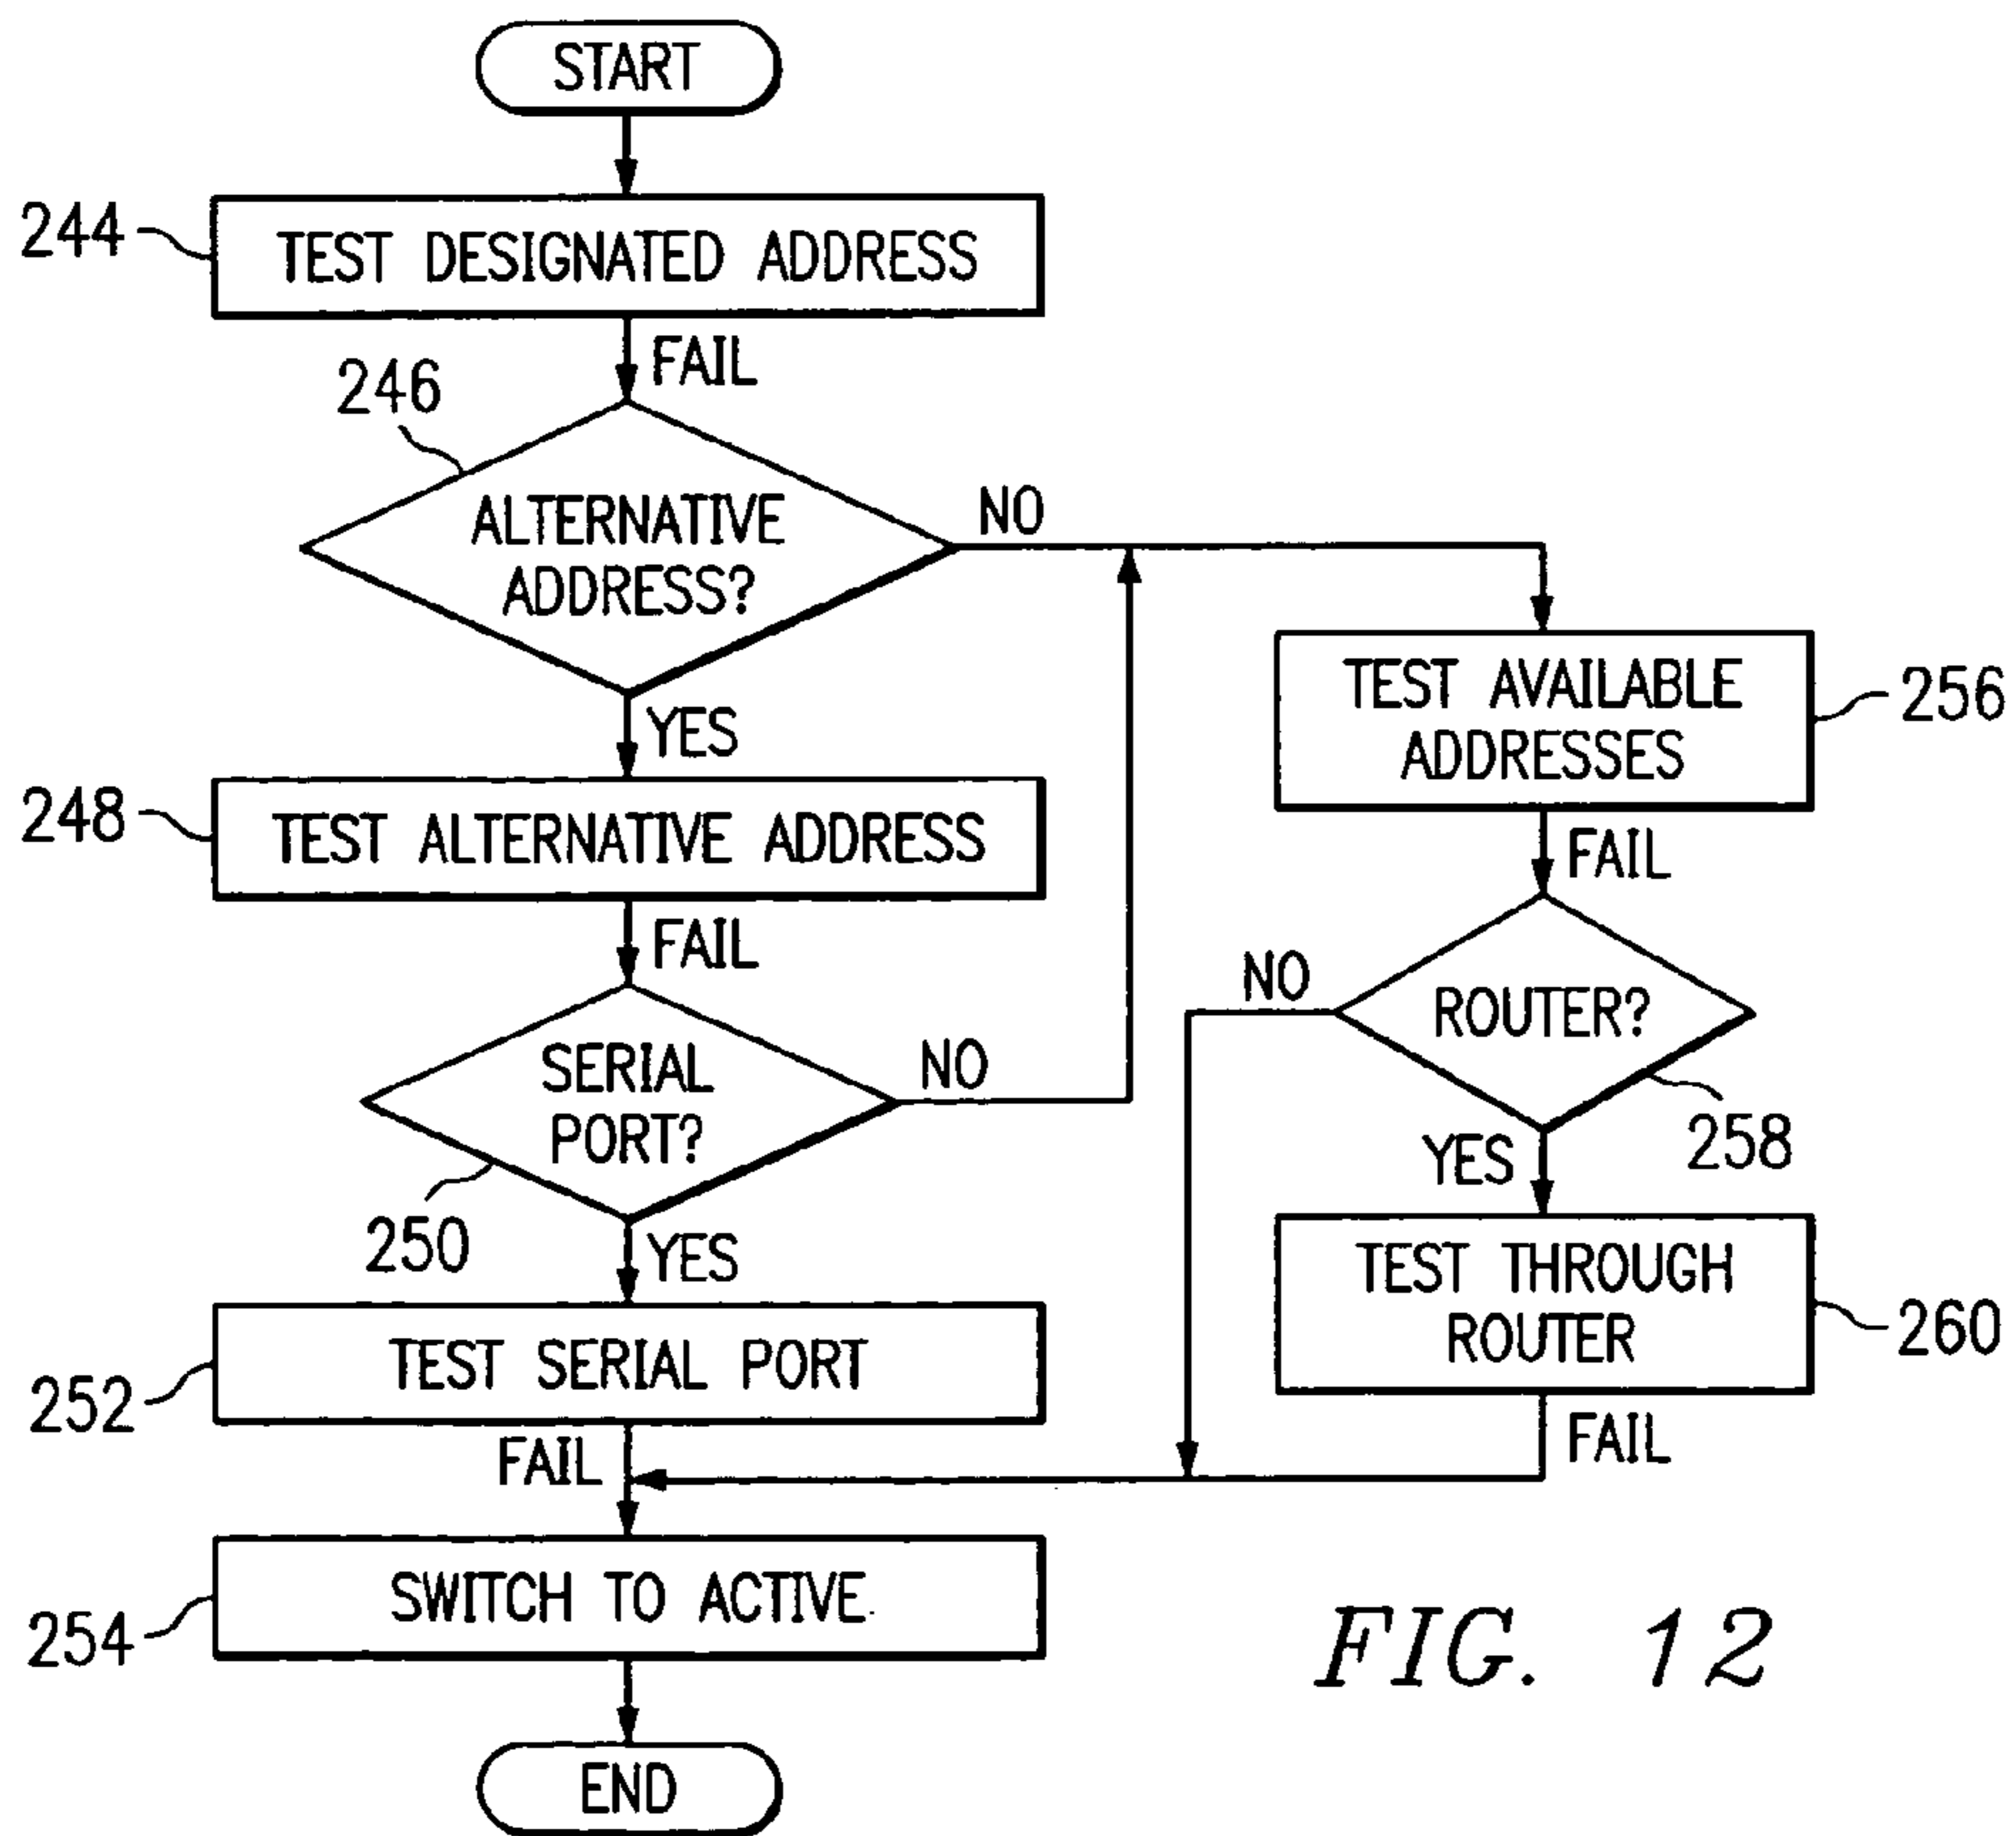 START
244
TEST DESIGNATED ADDRESS
FAIL
246
ALTERNATIVE
ADDRESS?
NO
YES
248
TEST ALTERNATIVE ADDRESS
FAIL
SERIAL
PORT?
NO
250
YES
252
TEST SERIAL PORT
FAIL
254
SWITCH TO ACTIVE
END
TEST AVAILABLE
ADDRESSES
256
FAIL
NO
ROUTER?
258
YES
TEST THROUGH
ROUTER
260
FAIL
FIG. 12